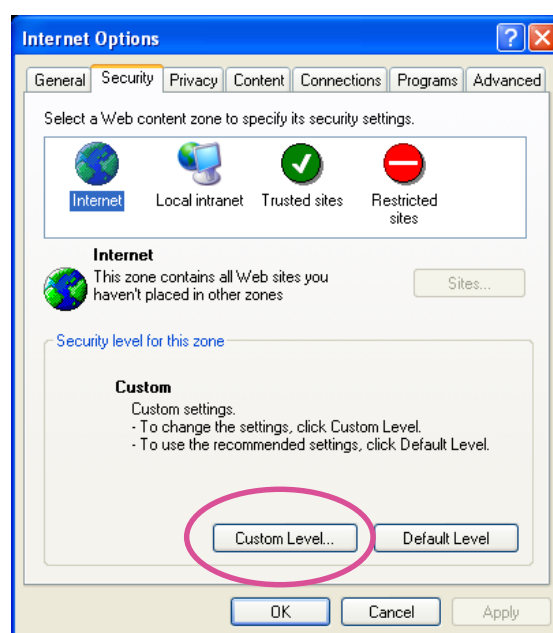 Internet Options
General Security Privacy Content Connections Programs Advanced
Select a Web content zone to specify its security settings.
Internet Local intranet Trusted sites Restricted sites
Internet
This zone contains all Web sites you
haven't placed in other zones
Sites...
Security level for this zone
Custom
Custom settings.
- To change the settings, click Custom Level.
- To use the recommended settings, click Default Level.
Custom Level... Default Level
OK Cancel Apply